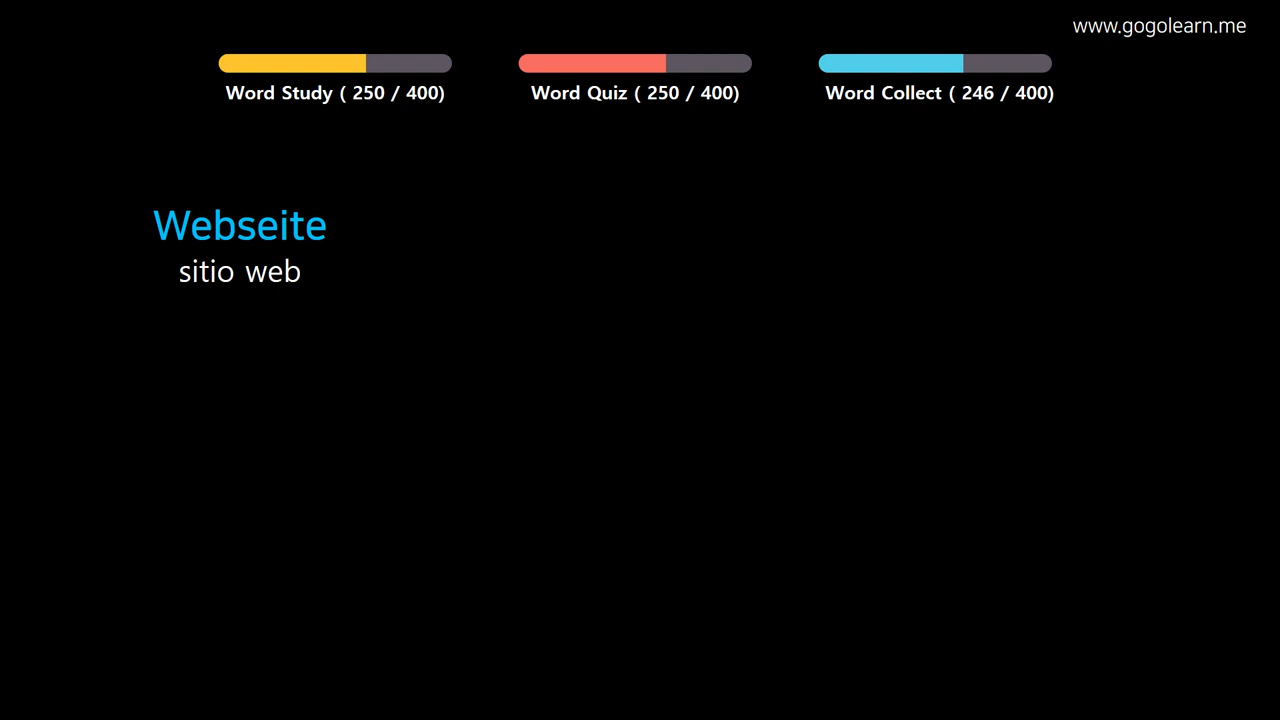 www.gogolearn.me
Word Study ( 250 / 400)
Word Quiz ( 250 / 400)
Word Collect ( 246 / 400)
Webseite
sitio web